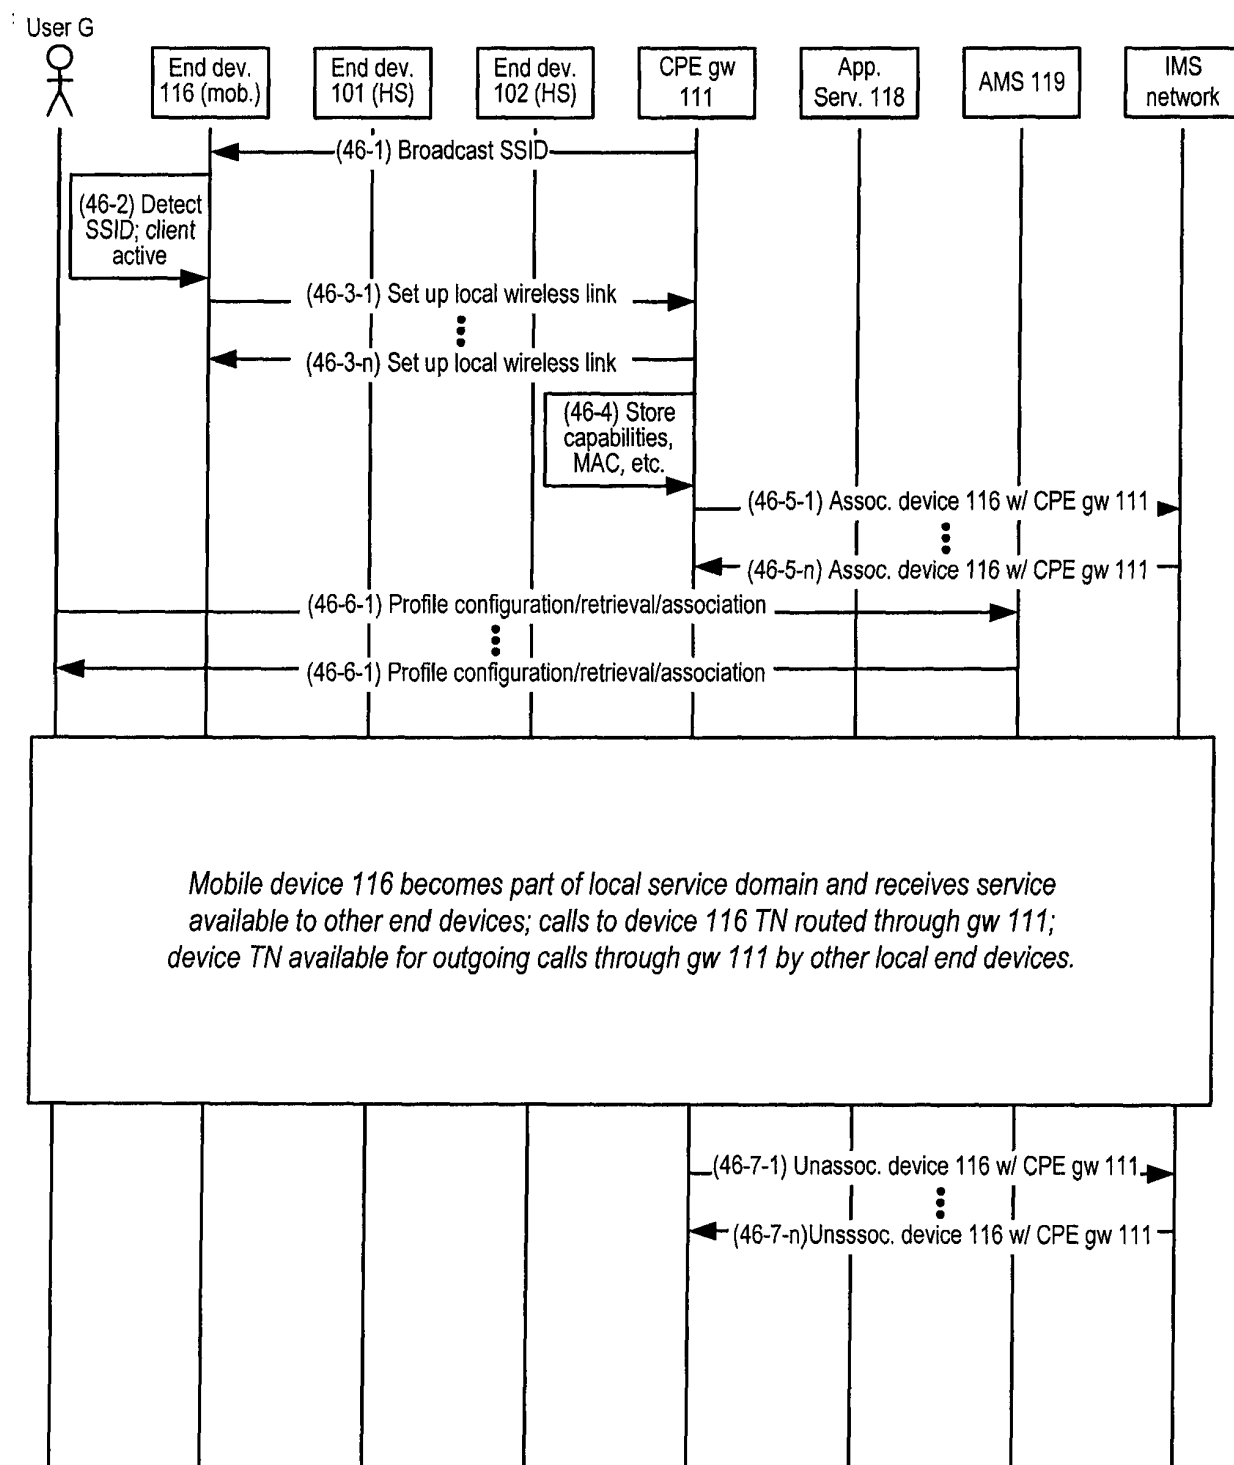 User G
End dev.
116 (mob.)
End dev.
101 (HS)
End dev.
102 (HS)
CPE gw
111
App.
Serv. 118
AMS 119
IMS
network
(46-1) Broadcast SSID
(46-2) Detect
SSID; client
active
(46-3-1) Set up local wireless link
(46-3-n) Set up local wireless link
(46-4) Store
capabilities,
MAC, etc.
(46-5-1) Assoc. device 116 w/ CPE gw 111
(46-5-n) Assoc. device 116 w/ CPE gw 111
(46-6-1) Profile configuration/retrieval/association
(46-6-1) Profile configuration/retrieval/association
Mobile device 116 becomes part of local service domain and receives service
available to other end devices; calls to device 116 TN routed through gw 111;
device TN available for outgoing calls through gw 111 by other local end devices.
(46-7-1) Unassoc. device 116 w/ CPE gw 111
(46-7-n)Unsssoc. device 116 w/ CPE gw 111